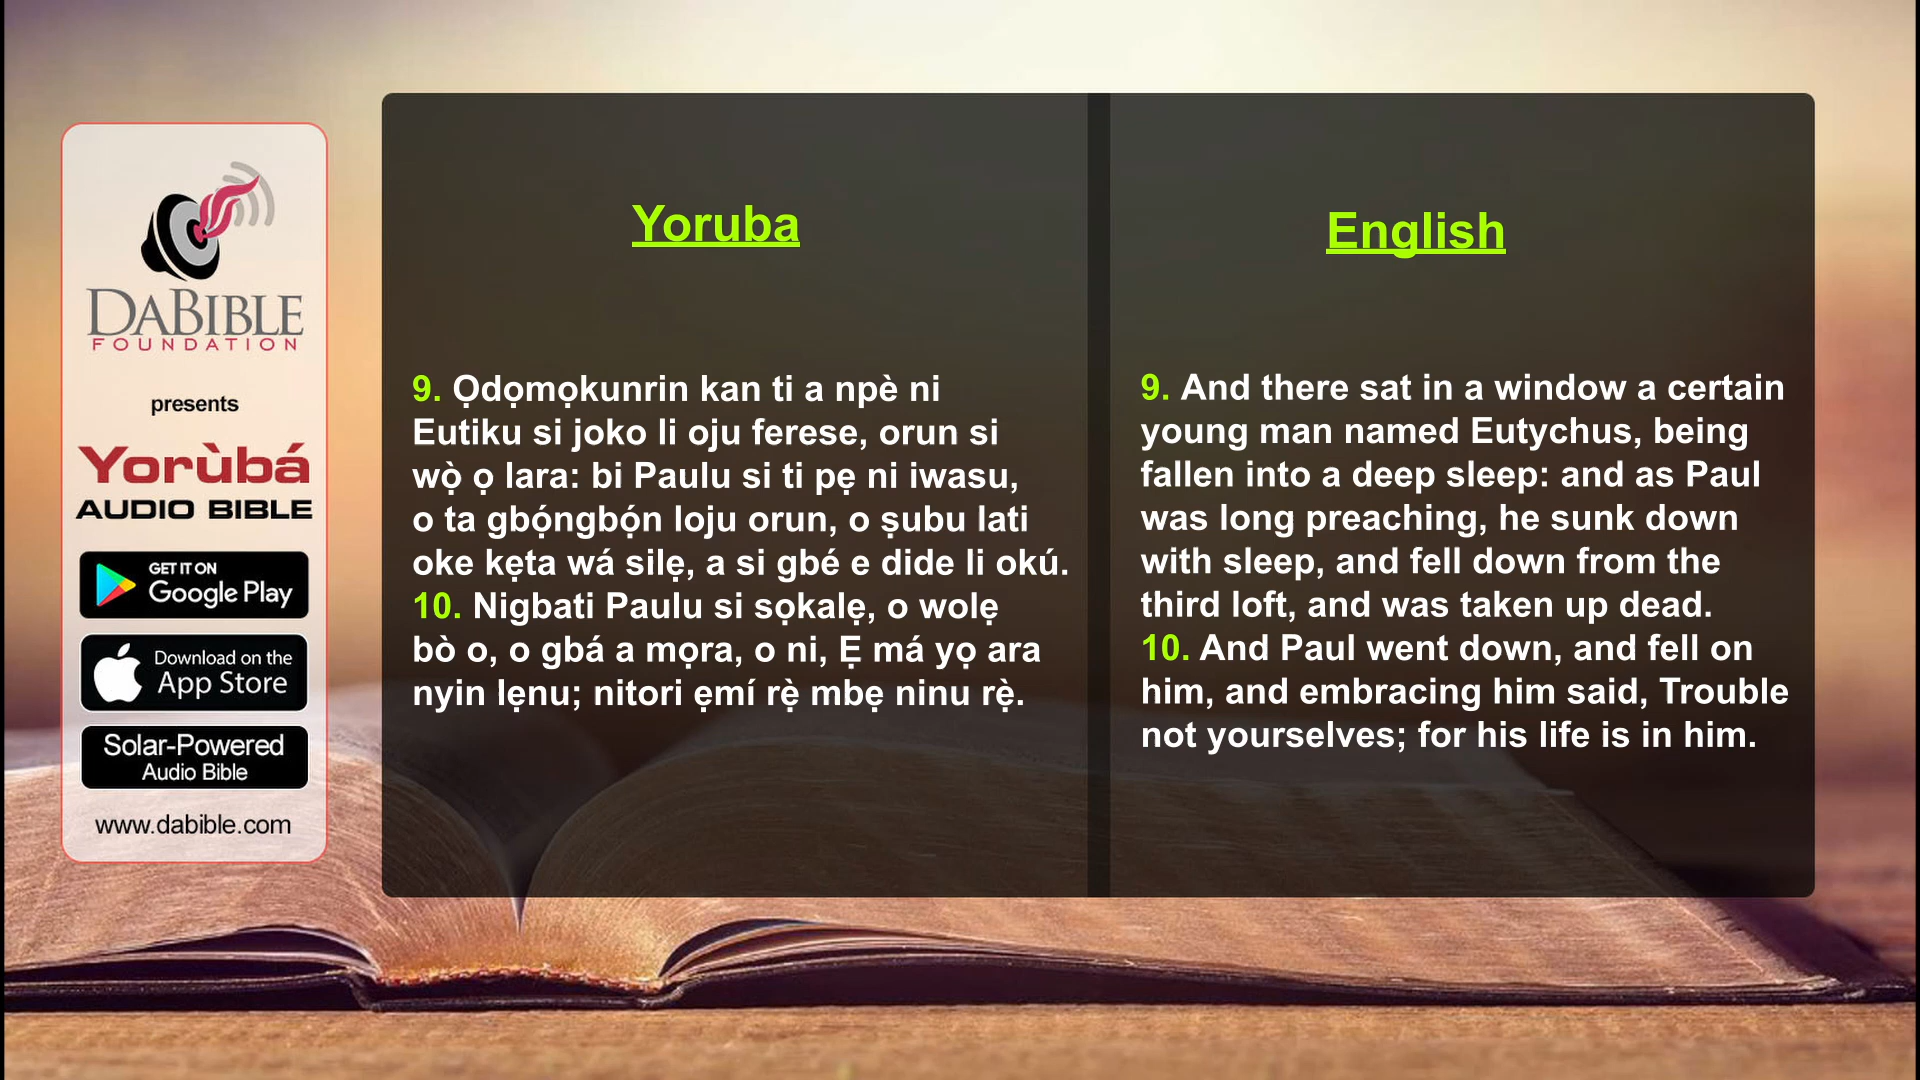 DABIBLE
FOUNDATION
presents
Yorùbá
AUDIO BIBLE
GET IT ON
Google Play
Download on the
App Store
Solar-Powered
Audio Bible
www.dabible.com
Yoruba
9. Ọdọmọkunrin kan ti a npè ni
Eutiku si joko li oju ferese, orun si
wọ̀ ọ lara: bi Paulu si ti pẹ ni iwasu,
o ta gbọ́ngbọ́n loju orun, o ṣubu lati
oke kẹta wá silẹ, a si gbé e dide li okú.
10. Nigbati Paulu si sọkalẹ, o wolẹ
bò o, o gbá a mọra, o ni, Ẹ má yọ ara
nyin lẹnu; nitori ẹmí rẹ̀ mbẹ ninu rẹ̀.
English
9. And there sat in a window a certain
young man named Eutychus, being
fallen into a deep sleep: and as Paul
was long preaching, he sunk down
with sleep, and fell down from the
third loft, and was taken up dead.
10. And Paul went down, and fell on
him, and embracing him said, Trouble
not yourselves; for his life is in him.